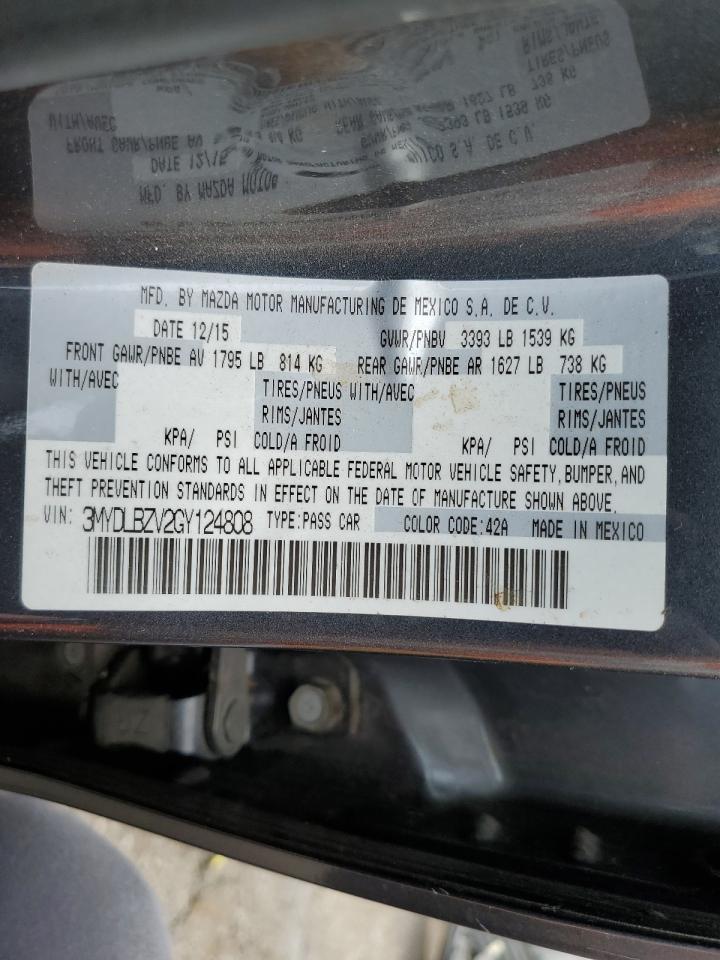 MFD. BY MAZDA MOTOR MANUFACTURING DE MEXICO S.A. DE C.V.
DATE 12/15 GVWR/PNBV 3393 LB 1539 KG
FRONT GAWR/PNBE AV 1795 LB 814 KG REAR GAWR/PNBE AR 1627 LB 738 KG
WITH/AVEC TIRES/PNEUS WITH/AVEC TIRES/PNEUS
RIMS/JANTES RIMS/JANTES
KPA/ PSI COLD/A FROID KPA/ PSI COLD/A FROID
THIS VEHICLE CONFORMS TO ALL APPLICABLE FEDERAL MOTOR VEHICLE SAFETY, BUMPER, AND
THEFT PREVENTION STANDARDS IN EFFECT ON THE DATE OF MANUFACTURE SHOWN ABOVE.
VIN: 3MYDLBZV2GY124808 TYPE:PASS CAR COLOR CODE:42A MADE IN MEXICO